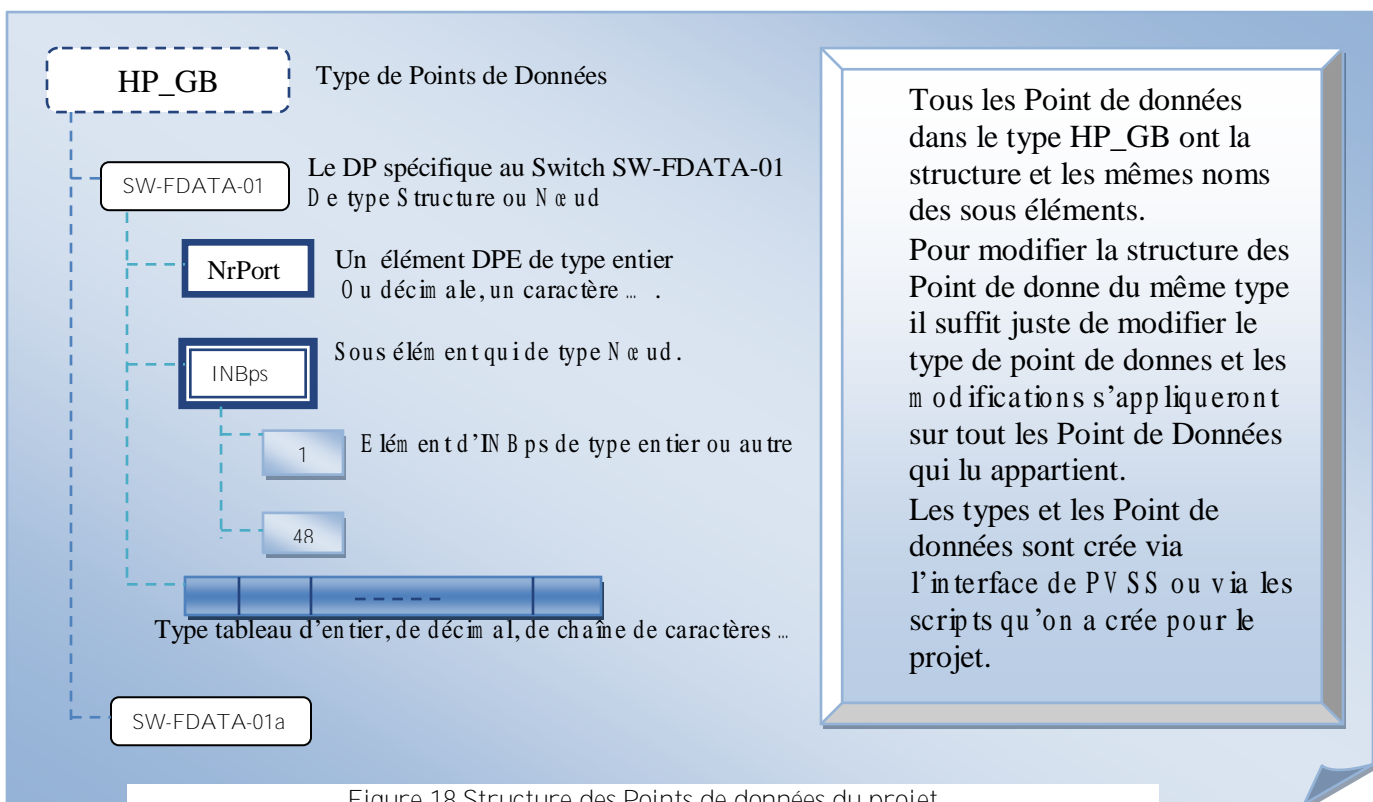 HP_GB
Type de Points de Données
SW-FDATA-01
Le DP spécifique au Switch SW-FDATA-01
De type Structure ou Nœud
NrPort
Un élément DPE de type entier
Ou décimale, un caractère ... .
INBps
Sous élément qui de type Nœud.
1
Elément d’INBps de type entier ou autre
48
-----
Type tableau d’entier, de décimal, de chaîne de caractères ...
SW-FDATA-01a
Tous les Point de données
dans le type HP_GB ont la
structure et les mêmes noms
des sous éléments.
Pour modifier la structure des
Point de donne du même type
il suffit juste de modifier le
type de point de donnes et les
modifications s’appliqueront
sur tout les Point de Données
qui lu appartient.
Les types et les Point de
données sont crée via
l’interface de PVSS ou via les
scripts qu’on a crée pour le
projet.
Figure 18 Structure des Points de données du projet